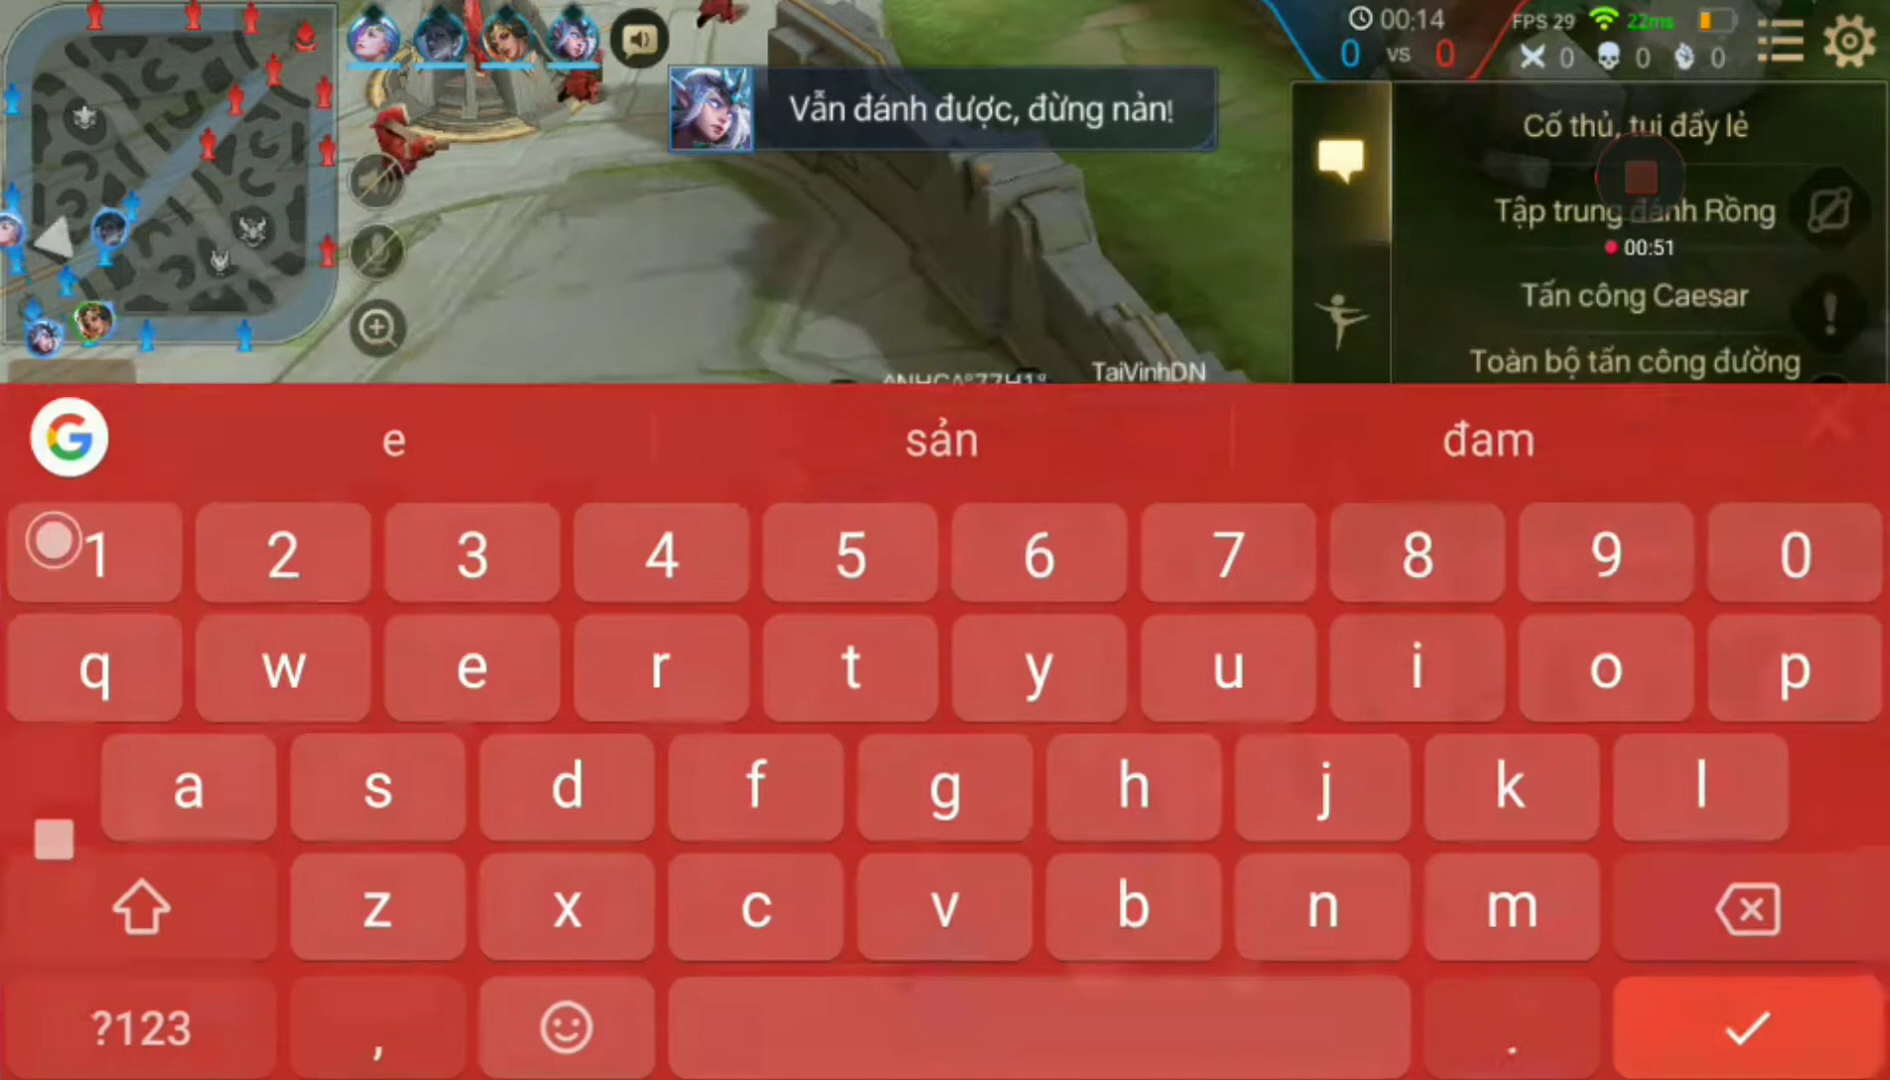 00:14
FPS 29
22ms
0 vs 0
0
0
0
Vẫn đánh được, đừng nản!
Cố thủ, tui đẩy lẻ
Tập trung đánh Rồng
00:51
Tấn công Caesar
Toàn bộ tấn công đường
TaiVinhDN
G
e
sản
đam
1 2 3 4 5 6 7 8 9 0
q w e r t y u i o p
a s d f g h j k l
z x c v b n m
?123 , .